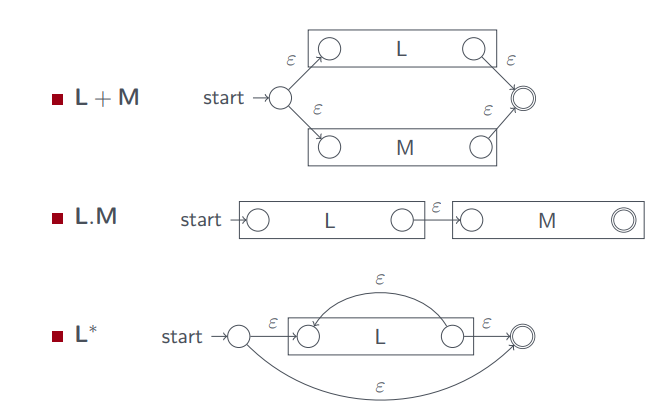 ε L ε
L + M start
ε M ε
L.M start L ε M
ε
L* start ε L ε
ε